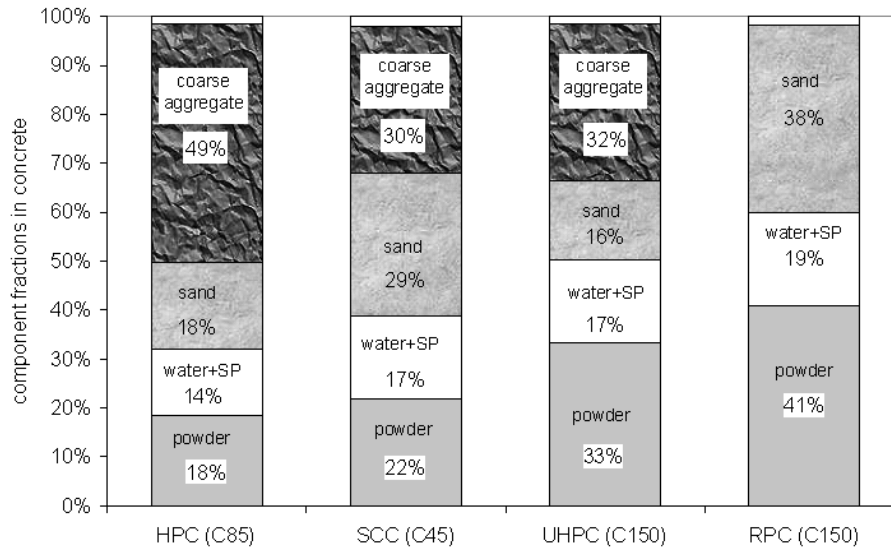 100%
90%
80%
70%
60%
50%
40%
30%
20%
10%
0%
component fractions in concrete
coarse
aggregate
49%
sand
18%
water+SP
14%
powder
18%
coarse
aggregate
30%
sand
29%
water+SP
17%
powder
22%
coarse
aggregate
32%
sand
16%
water+SP
17%
powder
33%
sand
38%
water+SP
19%
powder
41%
HPC (C85)
SCC (C45)
UHPC (C150)
RPC (C150)